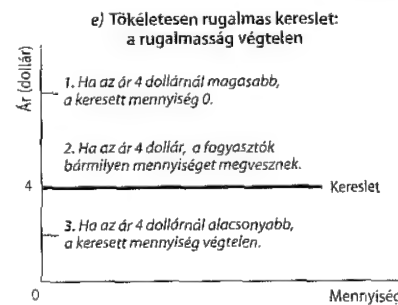 e) Tökéletesen rugalmas kereslet:
a rugalmasság végtelen
Ár (dollár)
1. Ha az ár 4 dollárnál magasabb,
a keresett mennyiség 0.
2. Ha az ár 4 dollár, a fogyasztók
bármilyen mennyiséget megvesznek.
4
Kereslet
3. Ha az ár 4 dollárnál alacsonyabb,
a keresett mennyiség végtelen.
0
Mennyiség